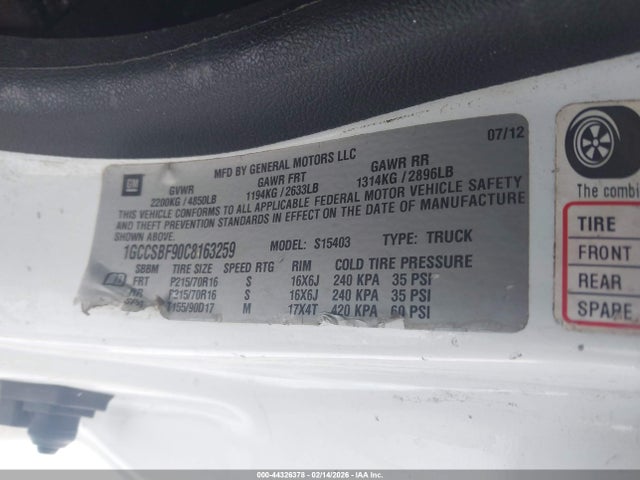 07/12
MFD BY GENERAL MOTORS LLC
GM
GVWR GAWR FRT GAWR RR
2200KG / 4850LB 1194KG / 2633LB 1314KG / 2896LB
THIS VEHICLE CONFORMS TO ALL APPLICABLE FEDERAL MOTOR VEHICLE SAFETY
AND THEFT PREVENTION STANDARDS IN EFFECT ON THE DATE OF MANUFACTURE
SHOWN ABOVE.
1GCCSBF90C8163259 MODEL: S15403 TYPE: TRUCK
SBBM TIRE SIZE SPEED RTG RIM COLD TIRE PRESSURE
FRT P215/70R16 S 16X6J 240 KPA 35 PSI
RR P215/70R16 S 16X6J 240 KPA 35 PSI
T155/90D17 M 17X4T 420 KPA 60 PSI
The combi
TIRE
FRONT
REAR
SPARE
000-44326378 - 02/14/2026 - IAAI.COM